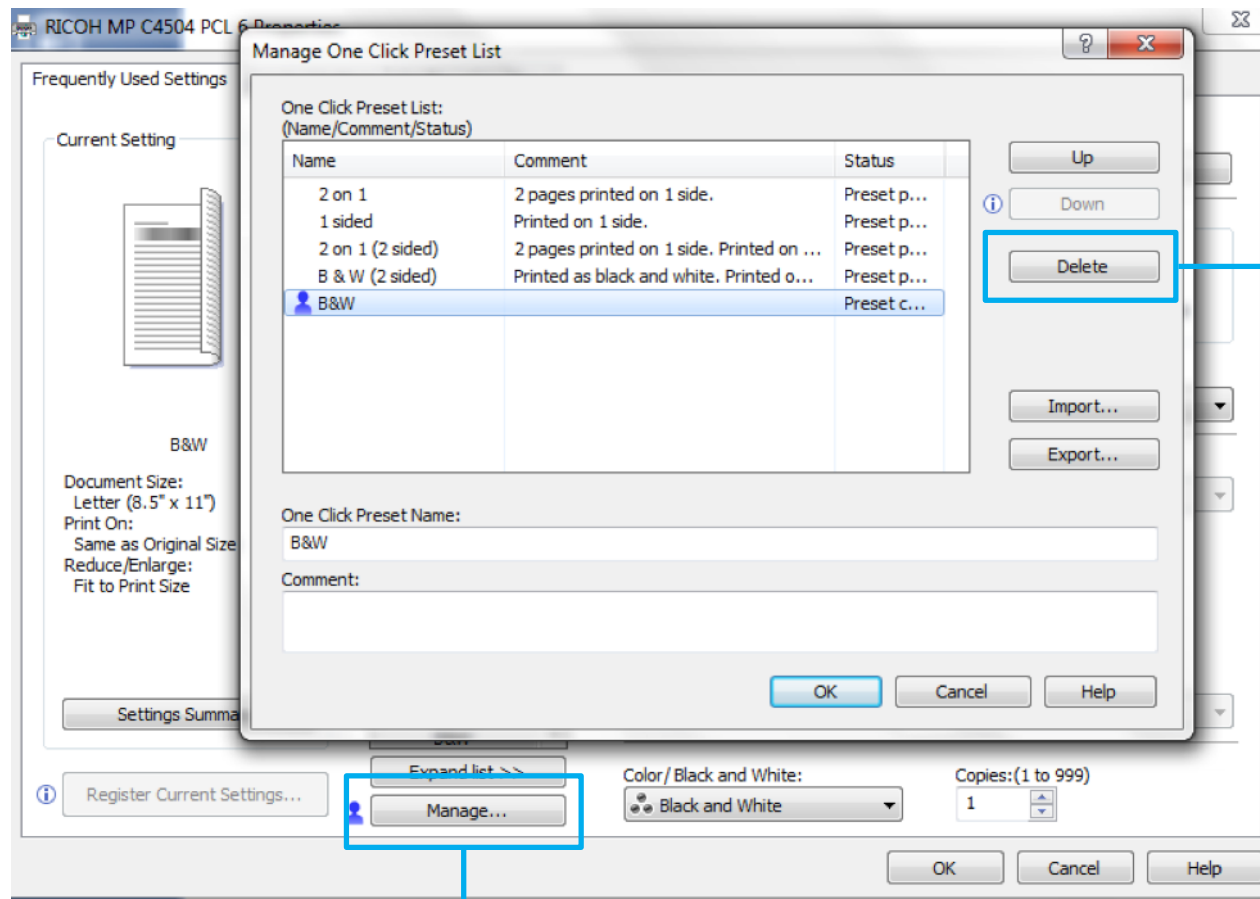 RICOH MP C4504 PCL 6 Properties
Manage One Click Preset List
Frequently Used Settings
Current Setting
B&W
Document Size:
Letter (8.5" x 11")
Print On:
Same as Original Size
Reduce/Enlarge:
Fit to Print Size
Settings Summa
Register Current Settings...
One Click Preset List:
(Name/Comment/Status)
Name Comment Status
2 on 1 2 pages printed on 1 side. Preset p...
1 sided Printed on 1 side. Preset p...
2 on 1 (2 sided) 2 pages printed on 1 side. Printed on ... Preset p...
B & W (2 sided) Printed as black and white. Printed o... Preset p...
B&W Preset c...
Up
Down
Delete
Import...
Export...
One Click Preset Name:
B&W
Comment:
OK Cancel Help
Expand list >>
Manage...
Color/ Black and White:
Black and White
Copies:(1 to 999)
1
OK Cancel Help